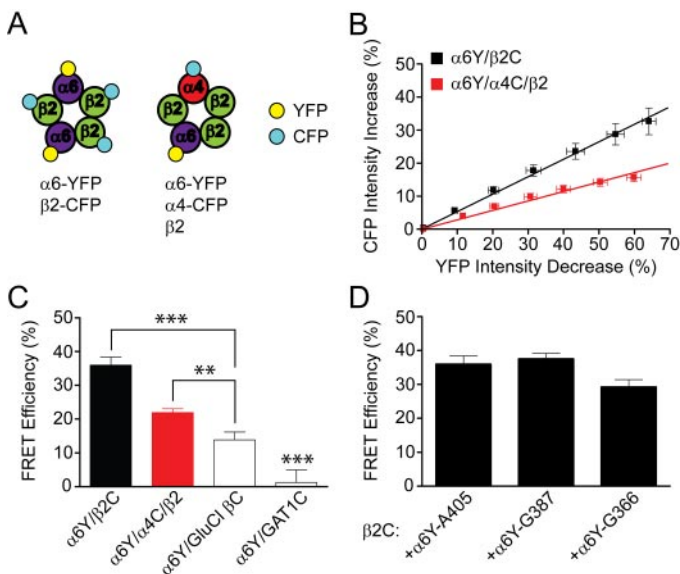 A
α6
β2
β2
β2
α6
α4
β2
β2
β2
α6
YFP
CFP
α6-YFP
β2-CFP
α6-YFP
α4-CFP
β2
B
α6Y/β2C
α6Y/α4C/β2
CFP Intensity Increase (%)
50
40
30
20
10
0
0 10 20 30 40 50 60 70
YFP Intensity Decrease (%)
C
FRET Efficiency (%)
50
40
30
20
10
0
***
**
***
α6Y/β2C
α6Y/α4C/β2
α6Y/GluCl βC
α6Y/GAT1C
D
FRET Efficiency (%)
50
40
30
20
10
0
β2C:
+α6Y-A405
+α6Y-G387
+α6Y-G366